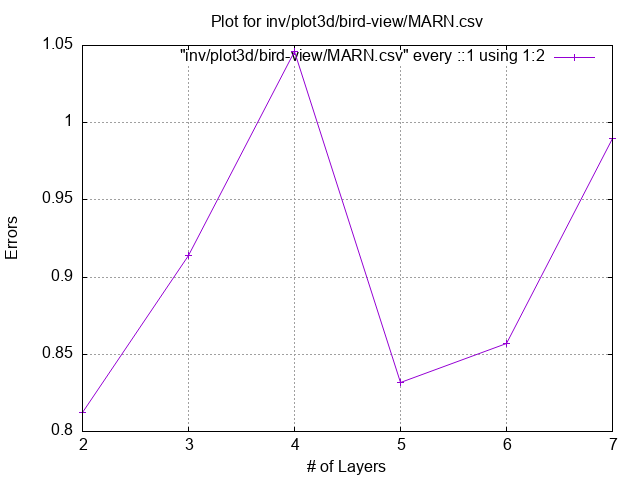 Plot for inv/plot3d/bird-view/MARN.csv
1.05
"inv/plot3d/bird-view/MARN.csv" every ::1 using 1:2
1
0.95
Errors
0.9
0.85
0.8
2 3 4 5 6 7
# of Layers